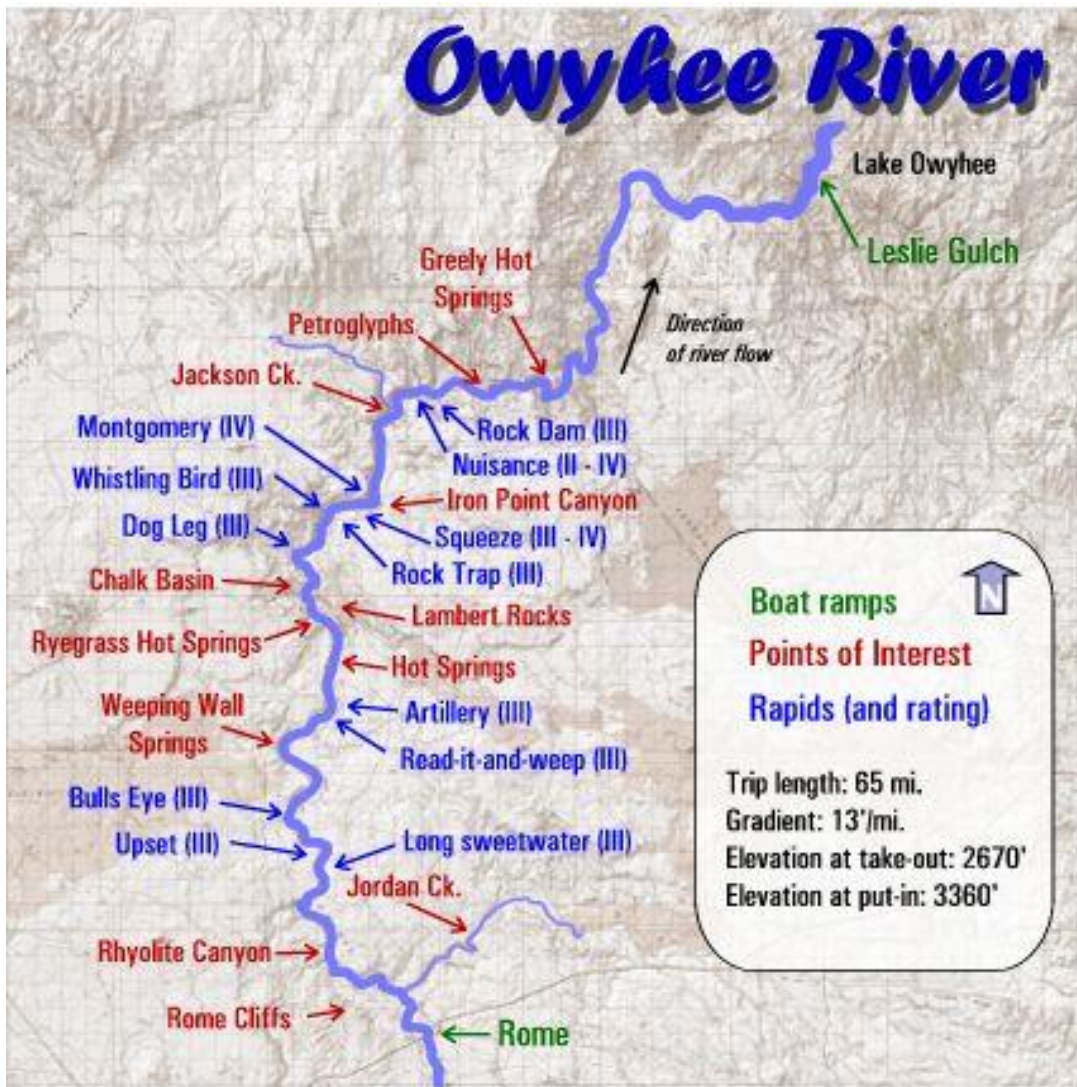 Owyhee River
Lake Owyhee
Leslie Gulch
Greely Hot
Springs
Petroglyphs
Direction
of river flow
Jackson Ck.
Montgomery (IV)
Rock Dam (III)
Nuisance (II - IV)
Whistling Bird (III)
Iron Point Canyon
Dog Leg (III)
Squeeze (III - IV)
Rock Trap (III)
Chalk Basin
Lambert Rocks
Ryegrass Hot Springs
Hot Springs
Weeping Wall
Springs
Artillery (III)
Read-it-and-weep (III)
Bulls Eye (III)
Upset (III)
Long sweetwater (III)
Jordan Ck.
Rhyolite Canyon
Rome Cliffs
Rome
N
Boat ramps
Points of Interest
Rapids (and rating)
Trip length: 65 mi.
Gradient: 13'/mi.
Elevation at take-out: 2670'
Elevation at put-in: 3360'